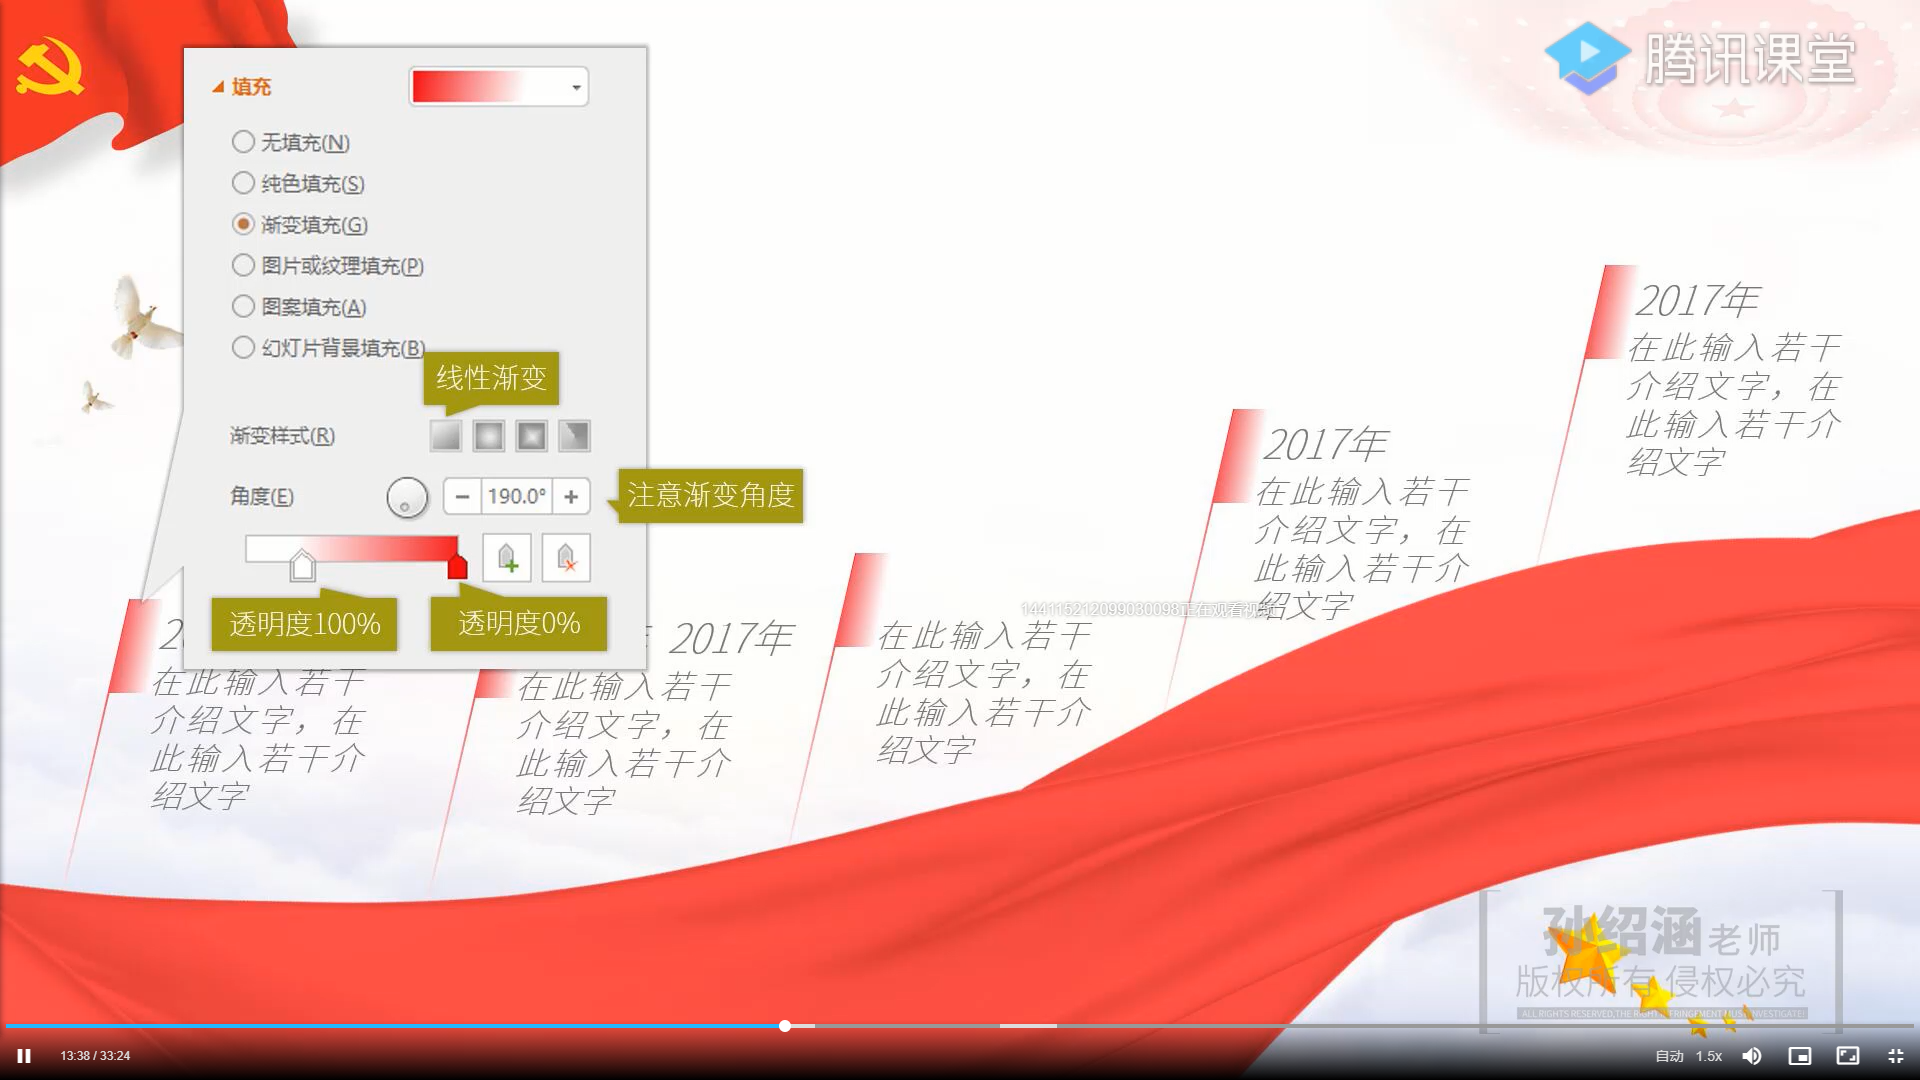 腾讯课堂
填充
无填充(N)
纯色填充(S)
渐变填充(G)
图片或纹理填充(P)
图案填充(A)
幻灯片背景填充(B)
线性渐变
渐变样式(R)
角度(E)
190.0°
注意渐变角度
透明度100%
透明度0%
2
在此输入若干
介绍文字，在
此输入若干介
绍文字
2017年
在此输入若干
介绍文字，在
此输入若干介
绍文字
在此输入若干
介绍文字，在
此输入若干介
绍文字
2017年
在此输入若干
介绍文字，在
此输入若干介
绍文字
2017年
在此输入若干
介绍文字，在
此输入若干介
绍文字
144115212099030098正在观看视频
孙绍涵老师
版权所有 侵权必究
ALL RIGHTS RESERVED,THE RIGHT
13:38 / 33:24
自动
1.5x